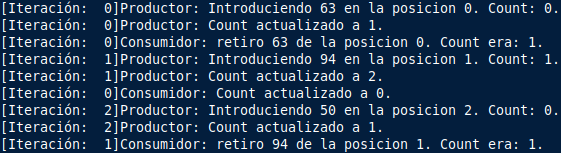 [Iteración:  0]Productor: Introduciendo 63 en la posicion 0. Count: 0.
[Iteración:  0]Productor: Count actualizado a 1.
[Iteración:  0]Consumidor: retiro 63 de la posicion 0. Count era: 1.
[Iteración:  1]Productor: Introduciendo 94 en la posicion 1. Count: 1.
[Iteración:  1]Productor: Count actualizado a 2.
[Iteración:  0]Consumidor: Count actualizado a 0.
[Iteración:  2]Productor: Introduciendo 50 en la posicion 2. Count: 0.
[Iteración:  2]Productor: Count actualizado a 1.
[Iteración:  1]Consumidor: retiro 94 de la posicion 1. Count era: 1.